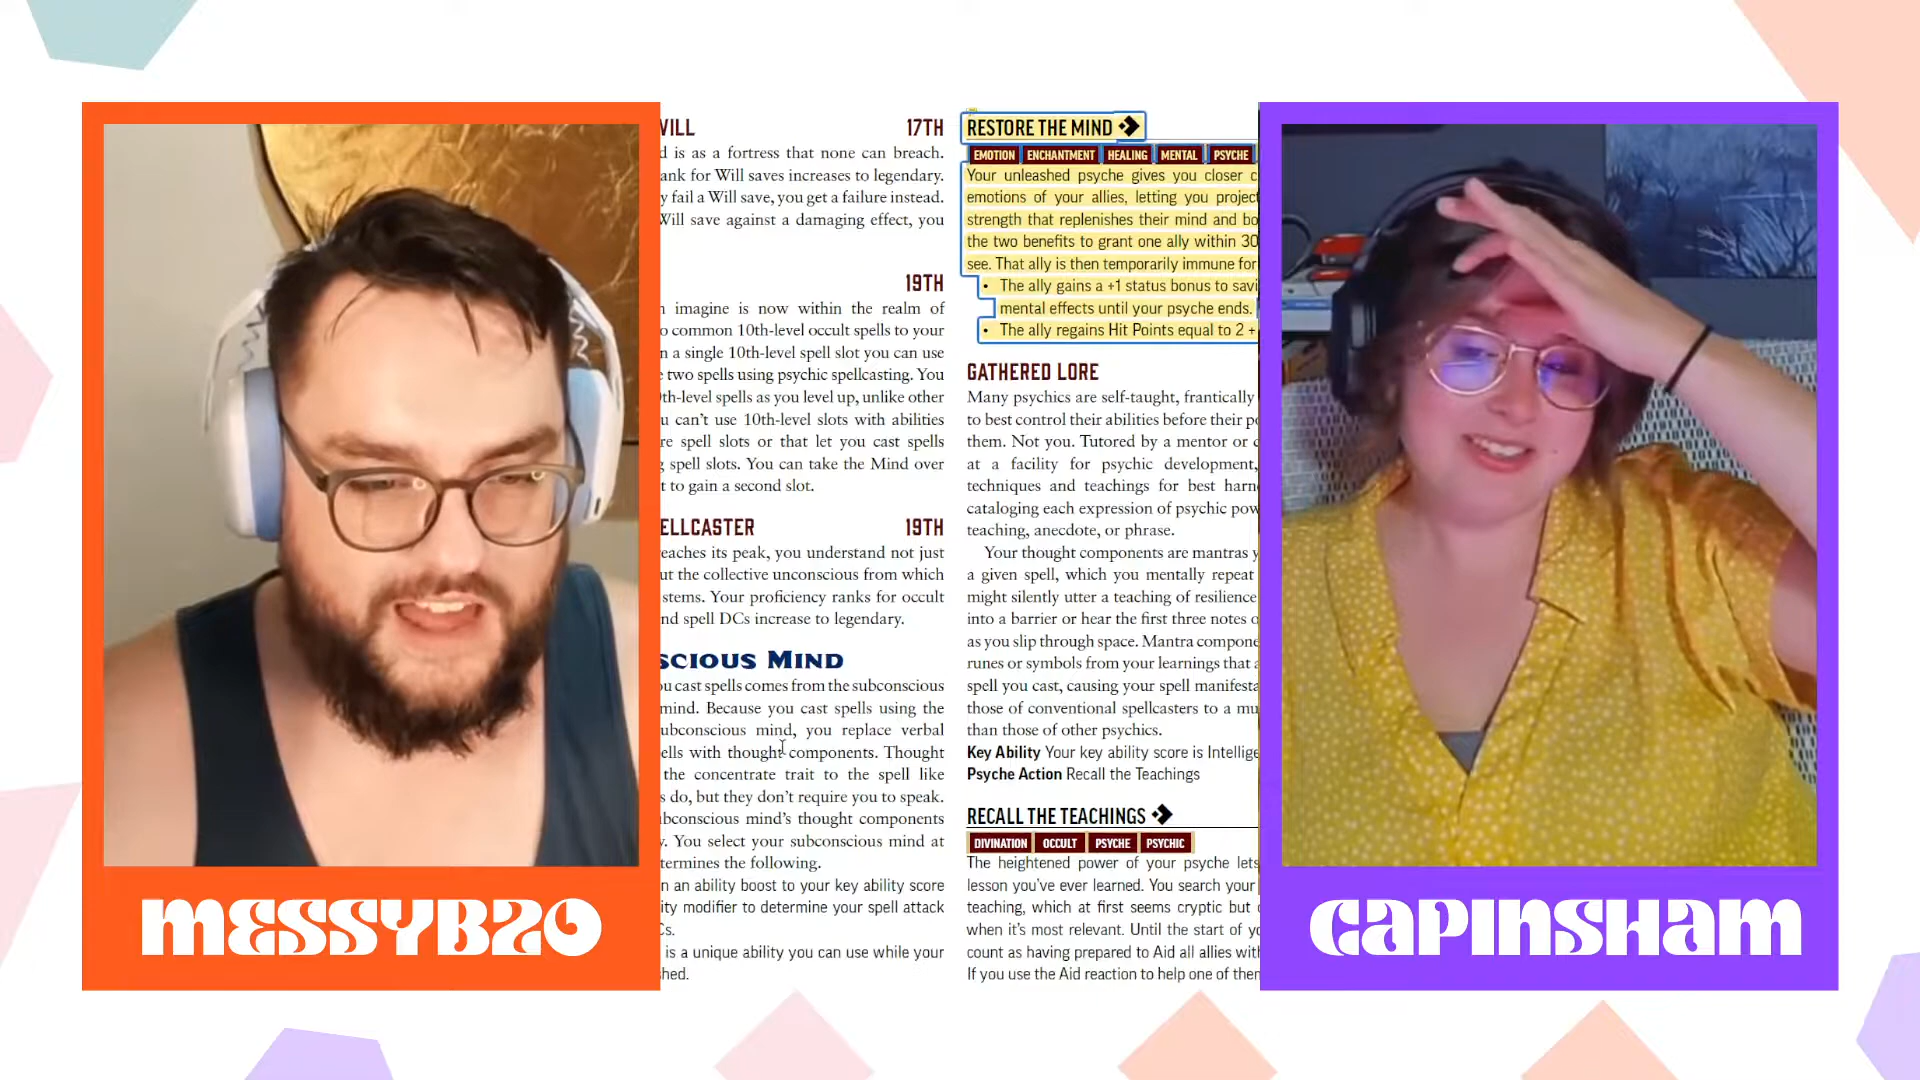 WILL 17TH
d is as a fortress that none can breach.
ank for Will saves increases to legendary.
y fail a Will save, you get a failure instead.
Will save against a damaging effect, you
19TH
n imagine is now within the realm of
o common 10th-level occult spells to your
n a single 10th-level spell slot you can use
e two spells using psychic spellcasting. You
0th-level spells as you level up, unlike other
u can't use 10th-level slots with abilities
re spell slots or that let you cast spells
g spell slots. You can take the Mind over
t to gain a second slot.
ELLCASTER 19TH
eaches its peak, you understand not just
ut the collective unconscious from which
stems. Your proficiency ranks for occult
nd spell DCs increase to legendary.
SCIOUS MIND
ou cast spells comes from the subconscious
mind. Because you cast spells using the
ubconscious mind, you replace verbal
ells with thought components. Thought
the concentrate trait to the spell like
s do, but they don't require you to speak.
ubconscious mind's thought components
y. You select your subconscious mind at
termines the following.
n an ability boost to your key ability score
ity modifier to determine your spell attack
Cs.
is a unique ability you can use while your
shed.
RESTORE THE MIND
EMOTION ENCHANTMENT HEALING MENTAL PSYCHE
Your unleashed psyche gives you closer c
emotions of your allies, letting you project
strength that replenishes their mind and bo
the two benefits to grant one ally within 30
see. That ally is then temporarily immune for
• The ally gains a +1 status bonus to savi
mental effects until your psyche ends.
• The ally regains Hit Points equal to 2 +
GATHERED LORE
Many psychics are self-taught, frantically
to best control their abilities before their po
them. Not you. Tutored by a mentor or c
at a facility for psychic development,
techniques and teachings for best harn
cataloging each expression of psychic pow
teaching, anecdote, or phrase.
Your thought components are mantras y
a given spell, which you mentally repeat
might silently utter a teaching of resilience
into a barrier or hear the first three notes o
as you slip through space. Mantra compone
runes or symbols from your learnings that a
spell you cast, causing your spell manifesta
those of conventional spellcasters to a mu
than those of other psychics.
Key Ability Your key ability score is Intellige
Psyche Action Recall the Teachings
RECALL THE TEACHINGS
DIVINATION OCCULT PSYCHE PSYCHIC
The heightened power of your psyche lets
lesson you've ever learned. You search your
teaching, which at first seems cryptic but
when it's most relevant. Until the start of yo
count as having prepared to Aid all allies with
If you use the Aid reaction to help one of them
MESSYB20
CAPINSHAM